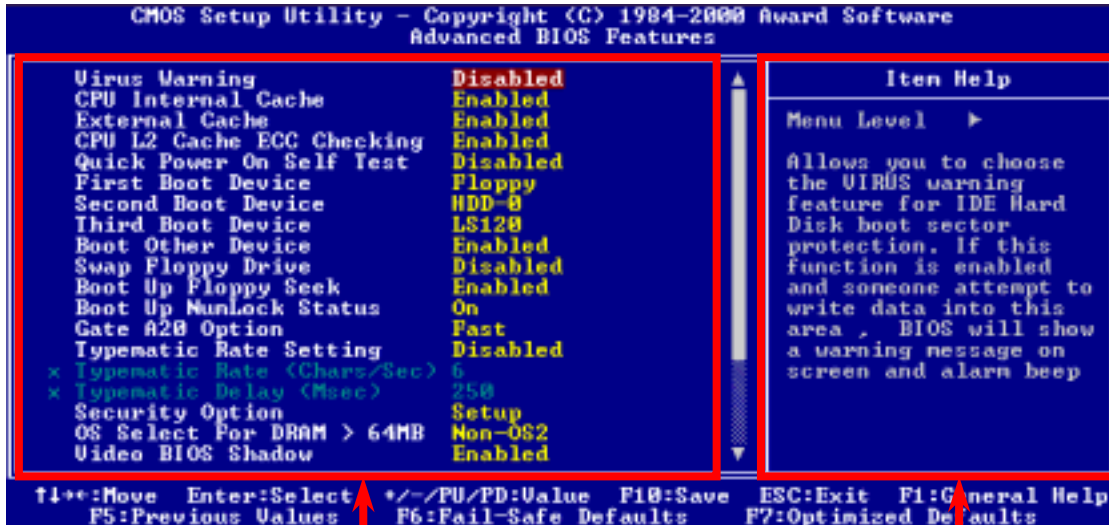 CMOS Setup Utility - Copyright (C) 1984-2000 Award Software
Advanced BIOS Features
Virus Warning Disabled
CPU Internal Cache Enabled
External Cache Enabled
CPU L2 Cache ECC Checking Enabled
Quick Power On Self Test Disabled
First Boot Device Floppy
Second Boot Device HDD-0
Third Boot Device LS120
Boot Other Device Enabled
Swap Floppy Drive Disabled
Boot Up Floppy Seek Enabled
Boot Up NumLock Status On
Gate A20 Option Fast
Typematic Rate Setting Disabled
x Typematic Rate (Chars/Sec) 6
x Typematic Delay (Msec) 250
Security Option Setup
OS Select For DRAM > 64MB Non-OS2
Video BIOS Shadow Enabled
Item Help
Menu Level ►
Allows you to choose
the VIRUS warning
feature for IDE Hard
Disk boot sector
protection. If this
function is enabled
and someone attempt to
write data into this
area , BIOS will show
a warning message on
screen and alarm beep
↑↓→←:Move Enter:Select +/-/PU/PD:Value F10:Save ESC:Exit F1:General Help
F5:Previous Values F6:Fail-Safe Defaults F7:Optimized Defaults